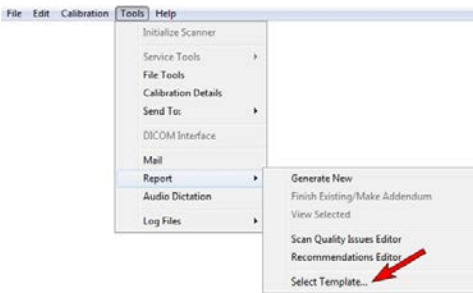 File Edit Calibration Tools Help
Initialize Scanner
Service Tools
File Tools
Calibration Details
Send To:
DICOM Interface
Mail
Report
Audio Dictation
Log Files
Generate New
Finish Existing/Make Addendum
View Selected
Scan Quality Issues Editor
Recommendations Editor
Select Template...